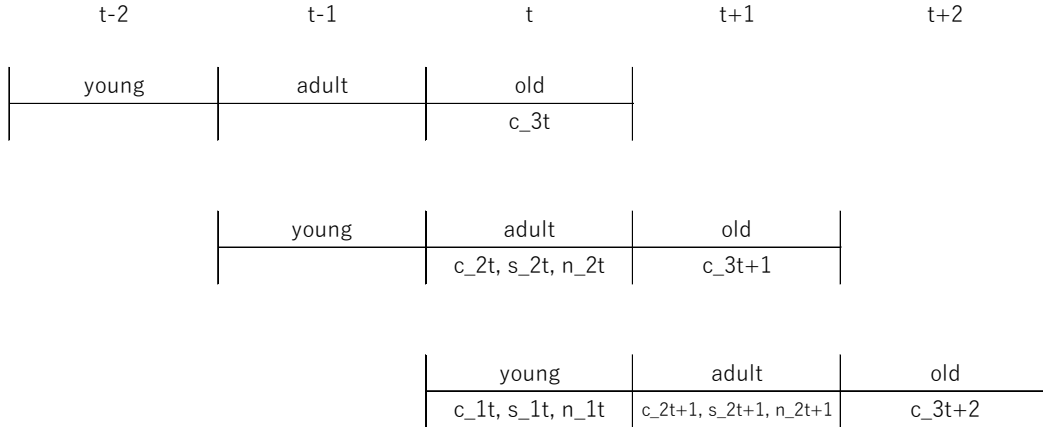 t-2 t-1 t t+1 t+2
young adult old
c_3t
young adult old
c_2t, s_2t, n_2t c_3t+1
young adult old
c_1t, s_1t, n_1t c_2t+1, s_2t+1, n_2t+1 c_3t+2